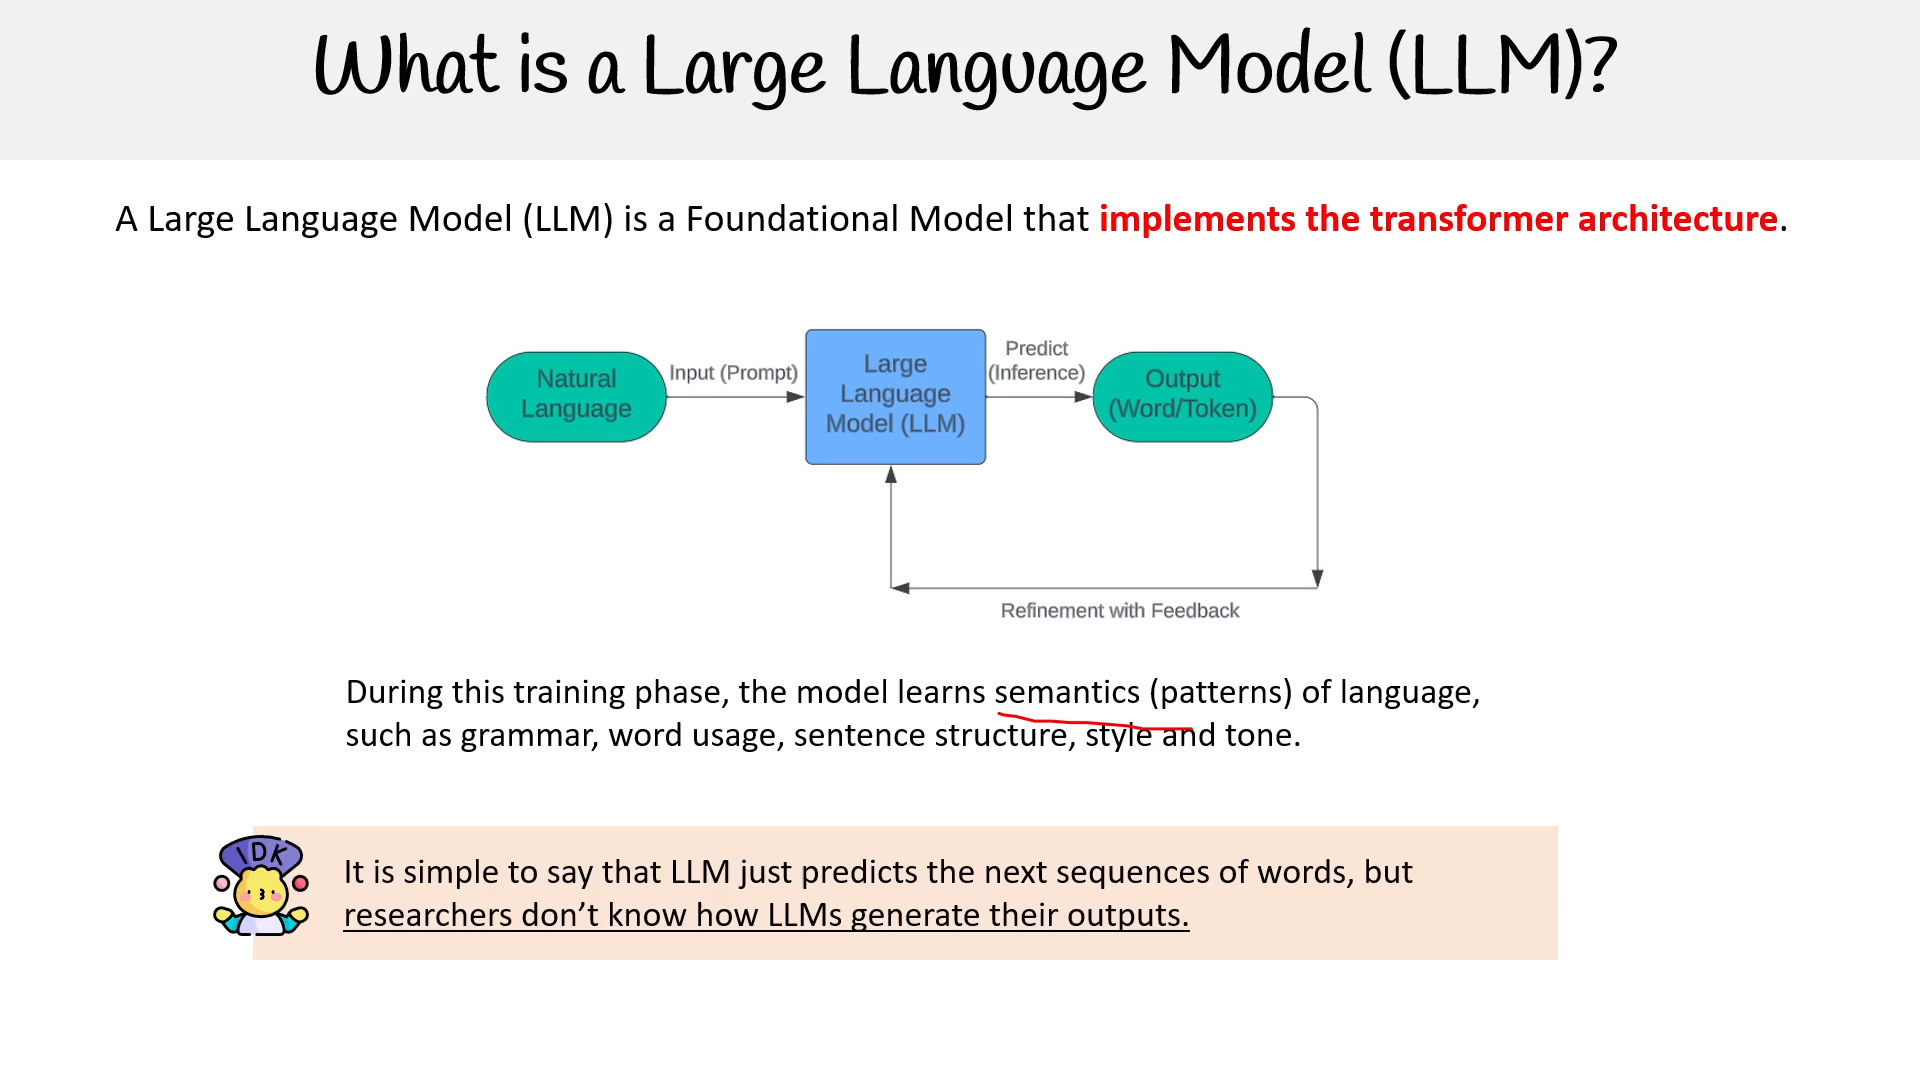 What is a Large Language Model (LLM)?
A Large Language Model (LLM) is a Foundational Model that implements the transformer architecture.
Natural
Language
Input (Prompt)
Large
Language
Model (LLM)
Predict
(Inference)
Output
(Word/Token)
Refinement with Feedback
During this training phase, the model learns semantics (patterns) of language,
such as grammar, word usage, sentence structure, style and tone.
IDK
It is simple to say that LLM just predicts the next sequences of words, but
researchers don’t know how LLMs generate their outputs.